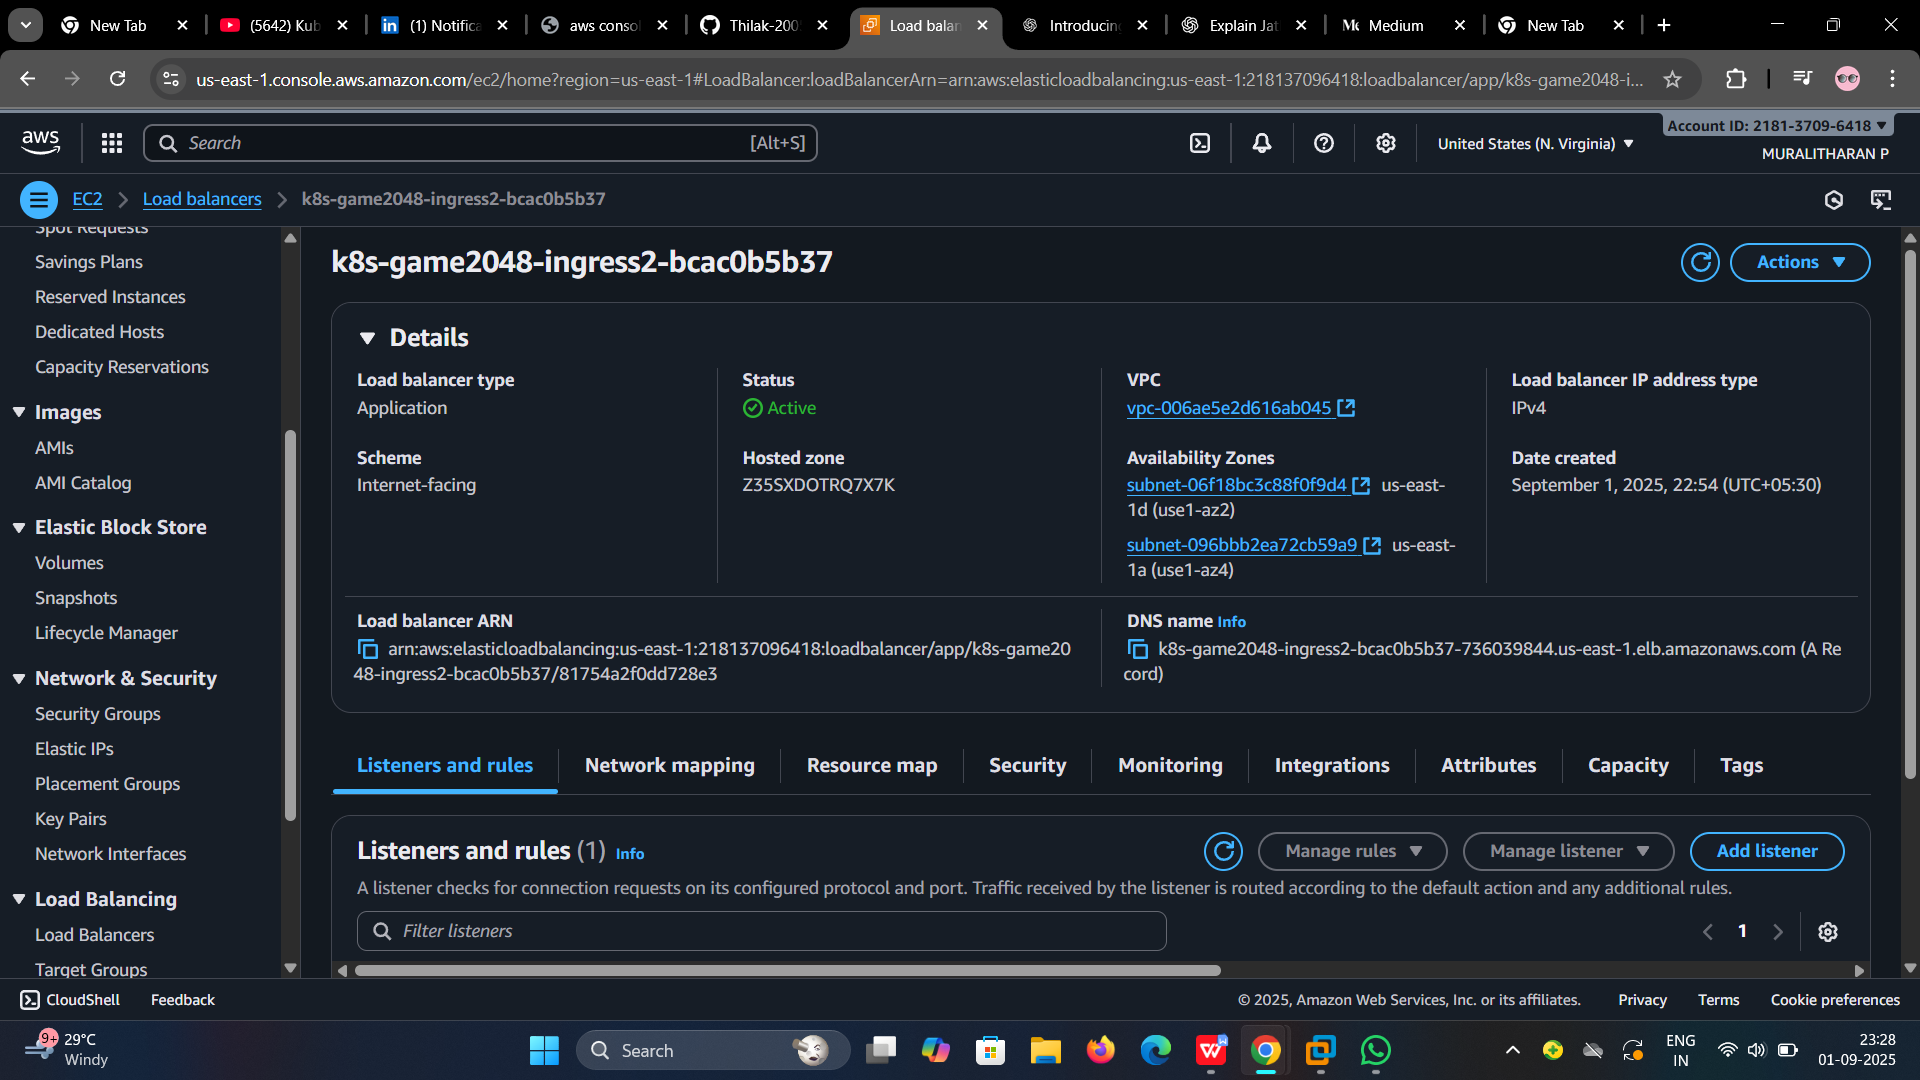 New Tab
(5642) Kub
(1) Notifica
aws consol
Thilak-200
Load balan
Introducing
Explain Jat
Medium
New Tab
us-east-1.console.aws.amazon.com/ec2/home?region=us-east-1#LoadBalancer:loadBalancerArn=arn:aws:elasticloadbalancing:us-east-1:218137096418:loadbalancer/app/k8s-game2048-i...
aws
Search
[Alt+S]
United States (N. Virginia)
Account ID: 2181-3709-6418
MURALITHARAN P
EC2
Load balancers
k8s-game2048-ingress2-bcac0b5b37
Spot Requests
Savings Plans
Reserved Instances
Dedicated Hosts
Capacity Reservations
Images
AMIs
AMI Catalog
Elastic Block Store
Volumes
Snapshots
Lifecycle Manager
Network & Security
Security Groups
Elastic IPs
Placement Groups
Key Pairs
Network Interfaces
Load Balancing
Load Balancers
Target Groups
k8s-game2048-ingress2-bcac0b5b37
Actions
Details
Load balancer type
Application
Status
Active
VPC
vpc-006ae5e2d616ab045
Load balancer IP address type
IPv4
Scheme
Internet-facing
Hosted zone
Z35SXDOTRQ7X7K
Availability Zones
subnet-06f18bc3c88f0f9d4 us-east-
1d (use1-az2)
subnet-096bbb2ea72cb59a9 us-east-
1a (use1-az4)
Date created
September 1, 2025, 22:54 (UTC+05:30)
Load balancer ARN
arn:aws:elasticloadbalancing:us-east-1:218137096418:loadbalancer/app/k8s-game20
48-ingress2-bcac0b5b37/81754a2f0dd728e3
DNS name Info
k8s-game2048-ingress2-bcac0b5b37-736039844.us-east-1.elb.amazonaws.com (A Re
cord)
Listeners and rules
Network mapping
Resource map
Security
Monitoring
Integrations
Attributes
Capacity
Tags
Listeners and rules (1) Info
Manage rules
Manage listener
Add listener
A listener checks for connection requests on its configured protocol and port. Traffic received by the listener is routed according to the default action and any additional rules.
Filter listeners
1
CloudShell
Feedback
© 2025, Amazon Web Services, Inc. or its affiliates.
Privacy
Terms
Cookie preferences
9+
29°C
Windy
Search
ENG
IN
23:28
01-09-2025